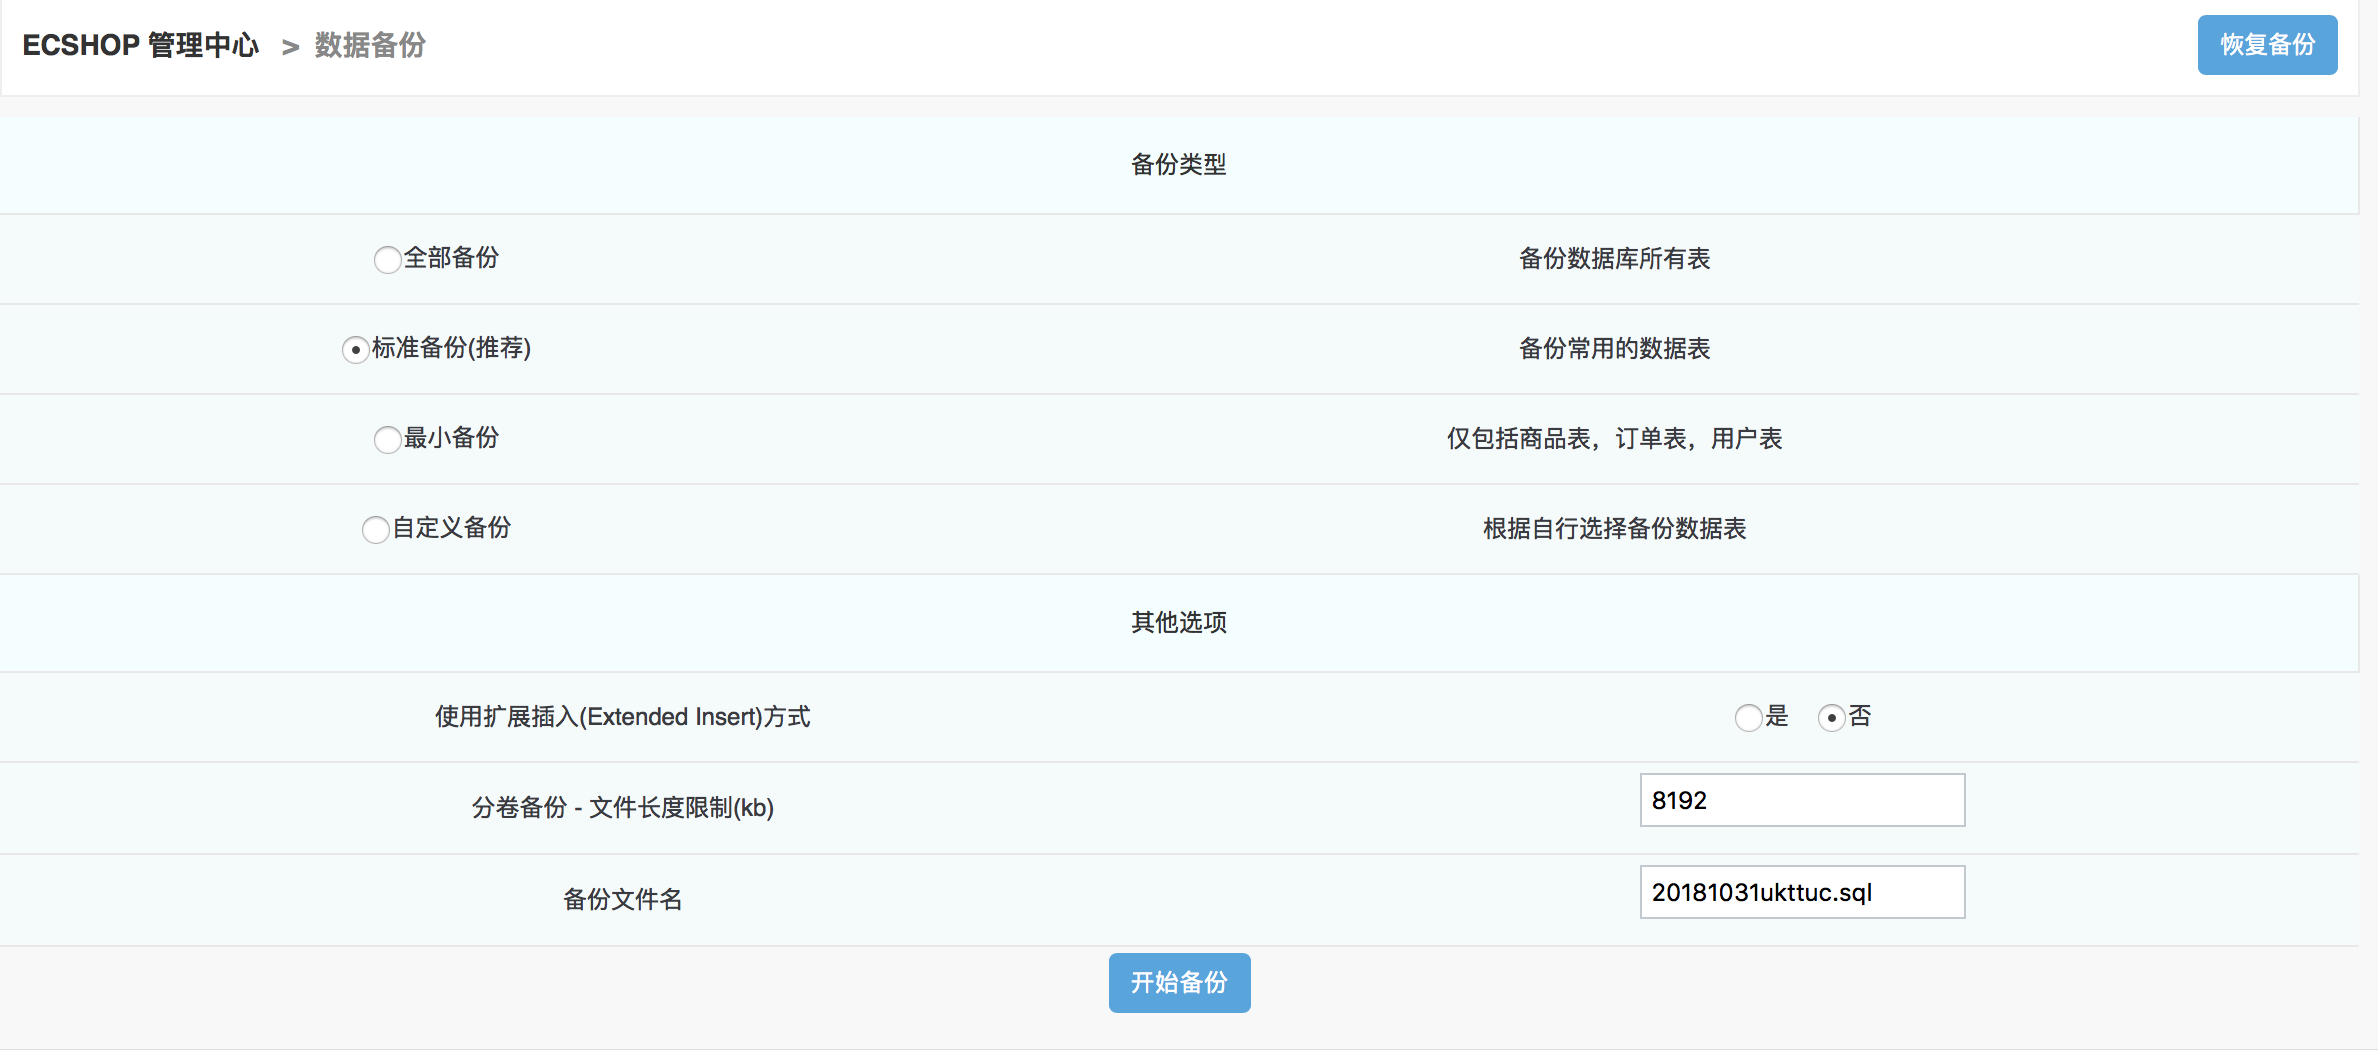 ECSHOP 管理中心 > 数据备份
恢复备份
备份类型
全部备份 备份数据库所有表
标准备份(推荐) 备份常用的数据表
最小备份 仅包括商品表，订单表，用户表
自定义备份 根据自行选择备份数据表
其他选项
使用扩展插入(Extended Insert)方式 是 否
分卷备份 - 文件长度限制(kb) 8192
备份文件名 20181031ukttuc.sql
开始备份